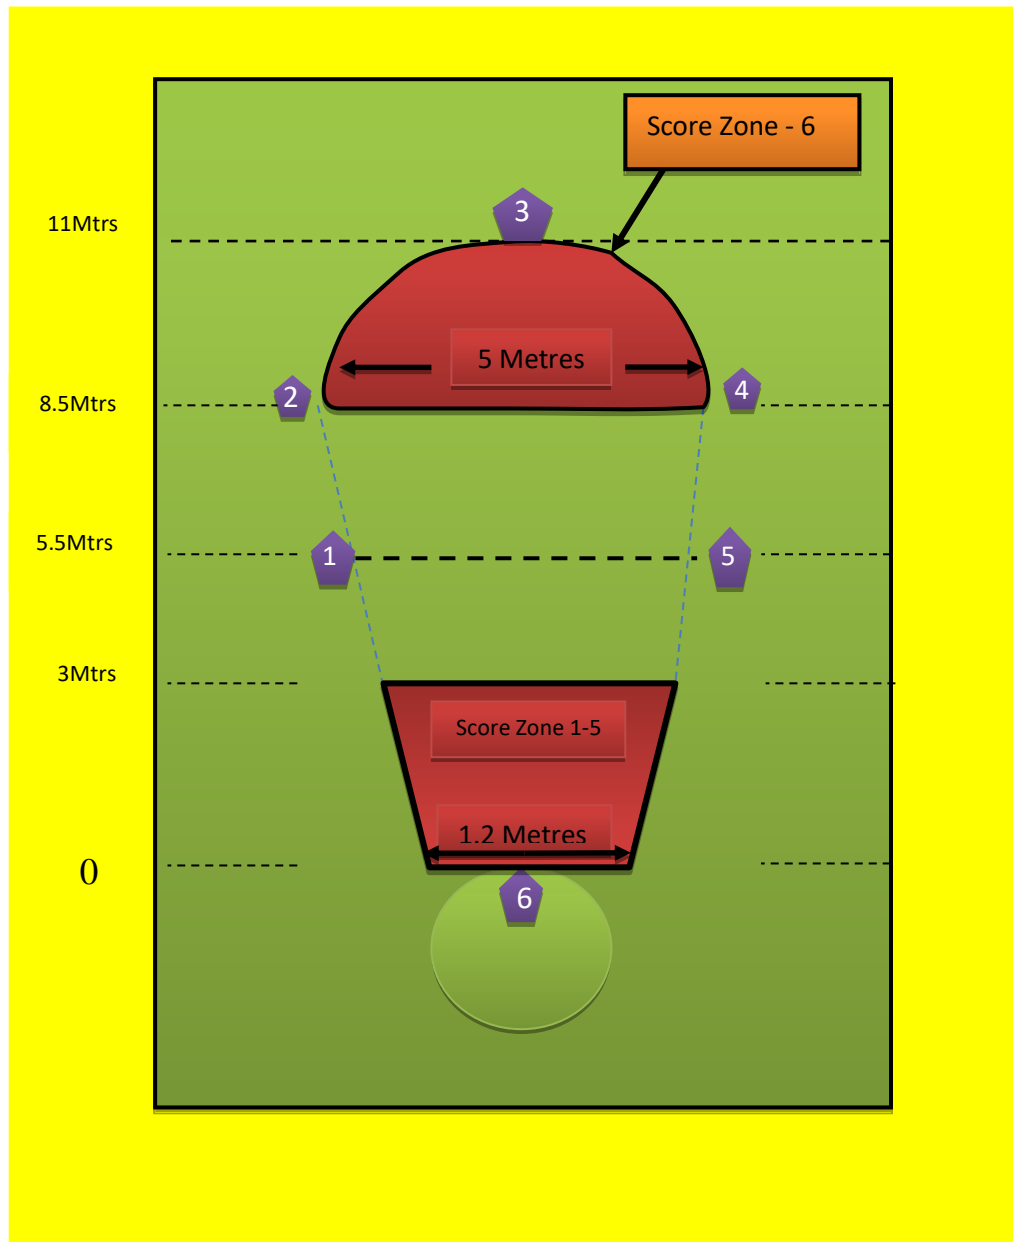 Score Zone - 6
3
11Mtrs
5 Metres
2
4
8.5Mtrs
5.5Mtrs
1
5
3Mtrs
Score Zone 1-5
1.2 Metres
0
6